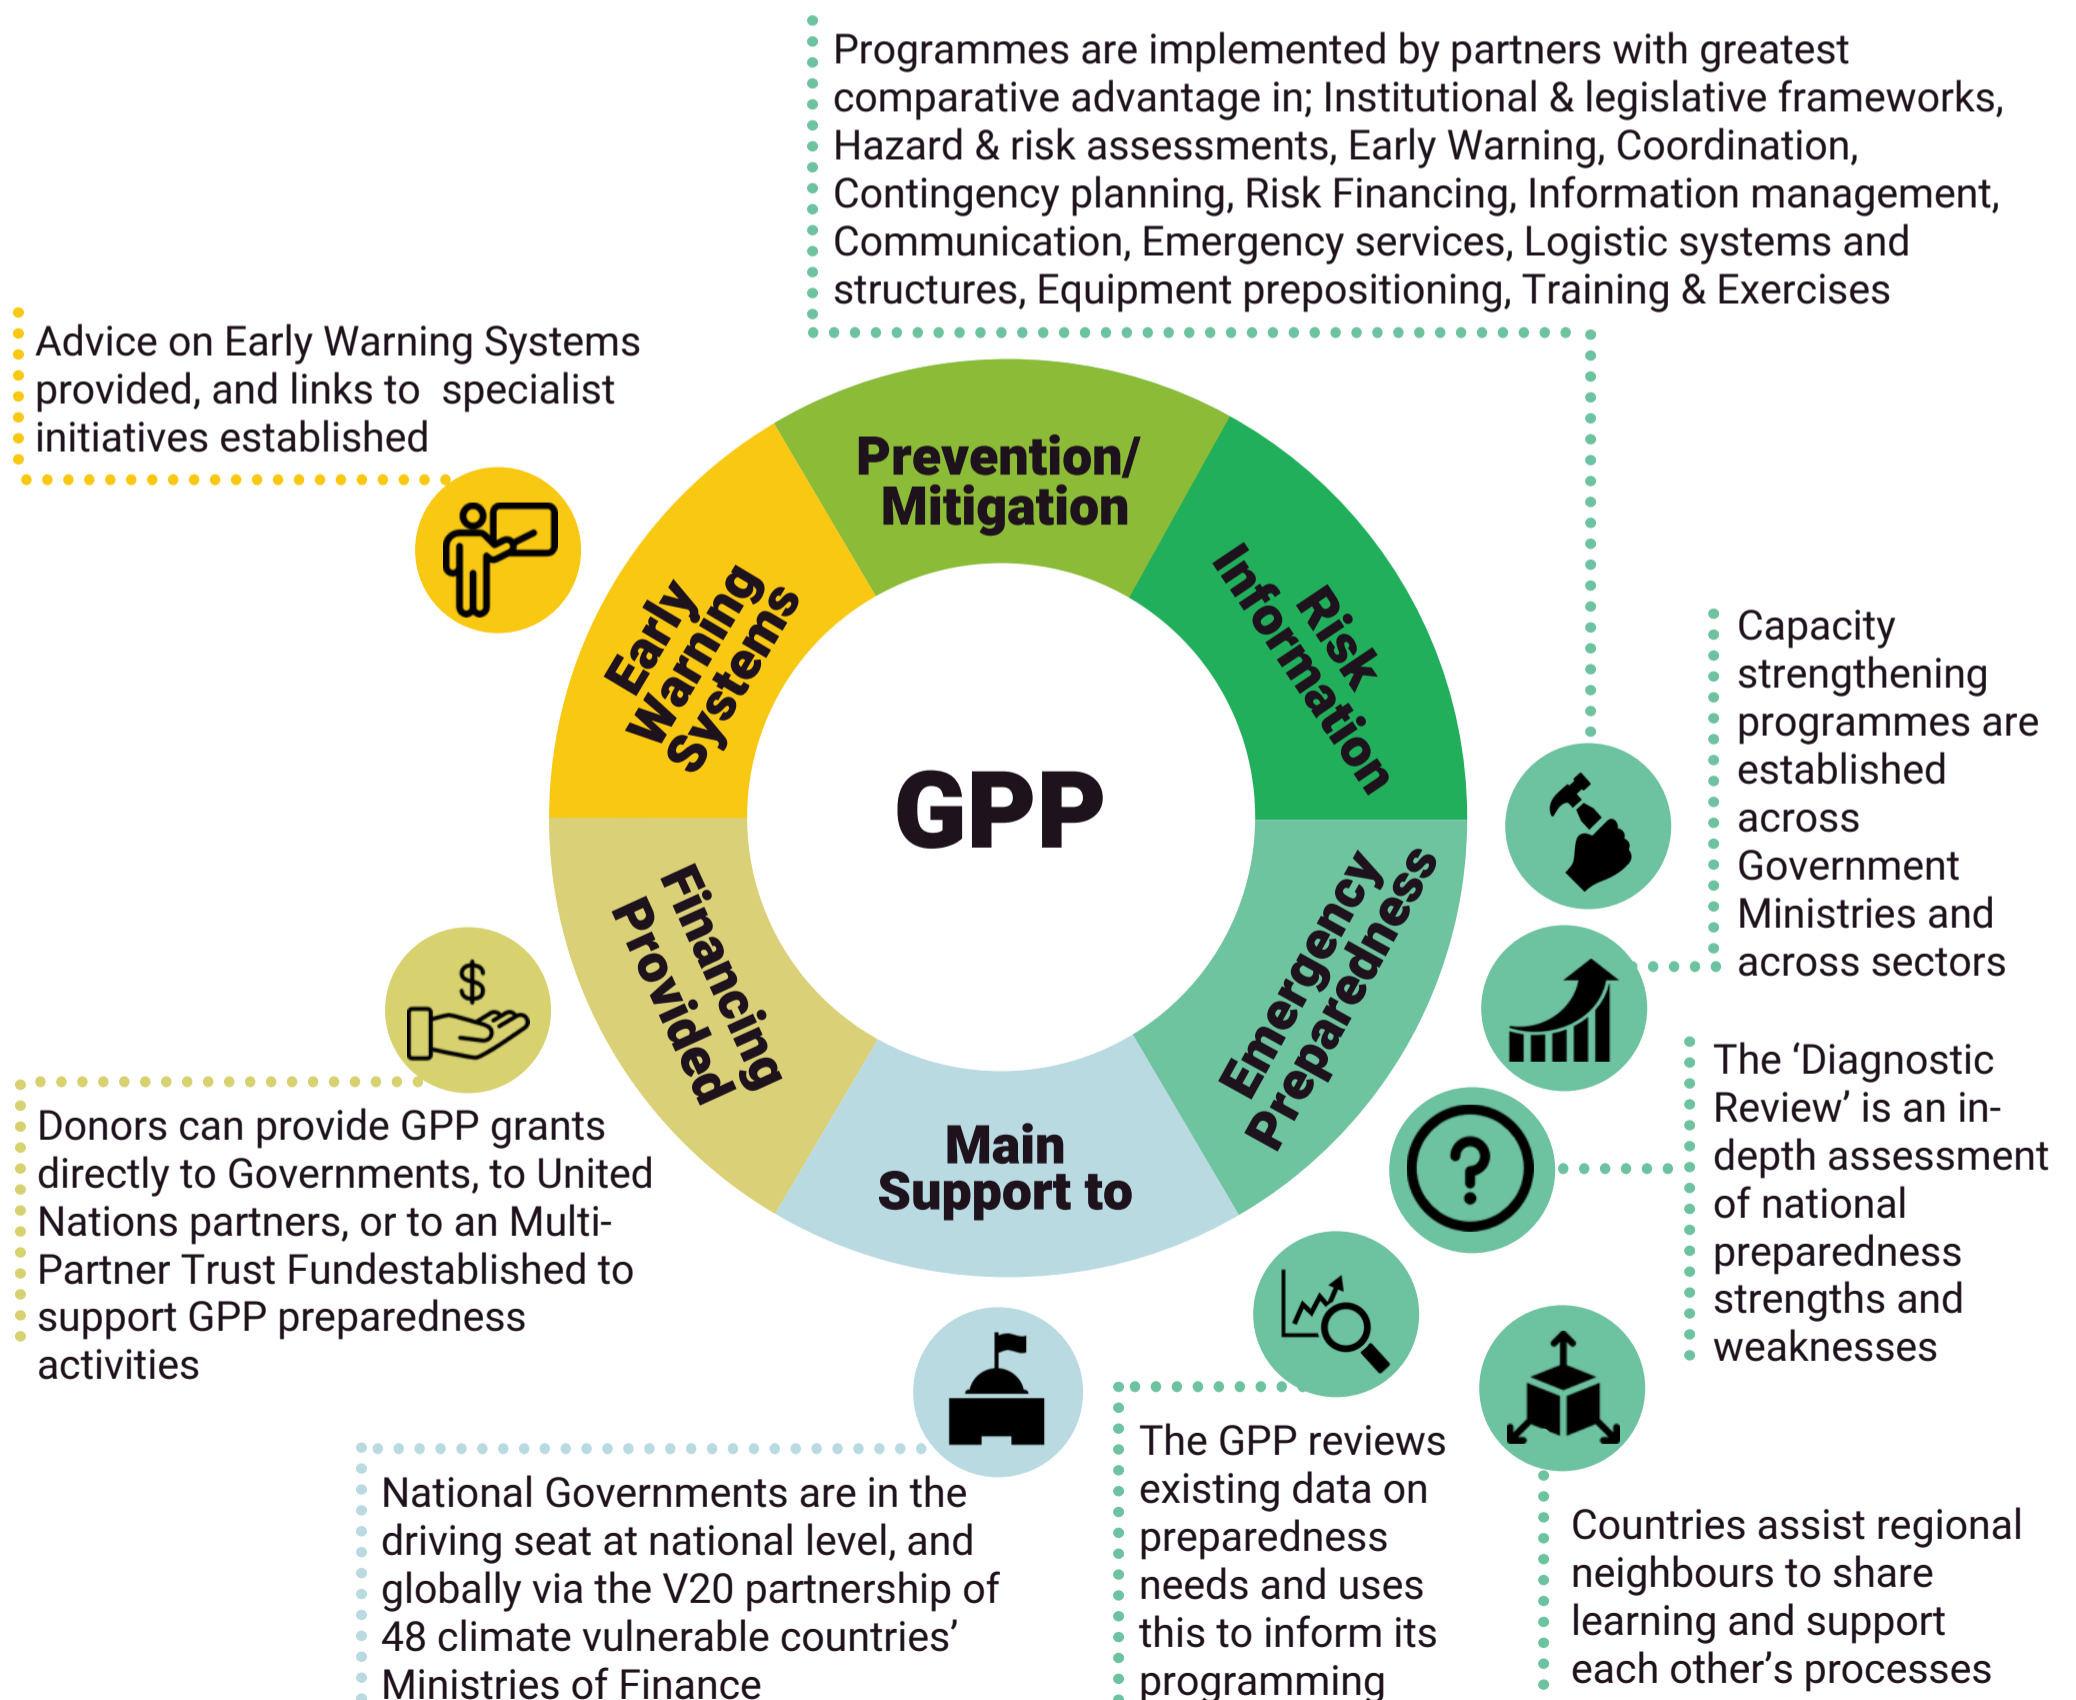 Programmes are implemented by partners with greatest
comparative advantage in; Institutional & legislative frameworks,
Hazard & risk assessments, Early Warning, Coordination,
Contingency planning, Risk Financing, Information management,
Communication, Emergency services, Logistic systems and
structures, Equipment prepositioning, Training & Exercises
Advice on Early Warning Systems
provided, and links to specialist
initiatives established
Prevention/
Mitigation
Risk
Information
Early
Warning
Systems
GPP
Capacity
strengthening
programmes are
established
across
Government
Ministries and
across sectors
Financing
Provided
Emergency
Preparedness
Main
Support to
$
Donors can provide GPP grants
directly to Governments, to United
Nations partners, or to an Multi-
Partner Trust Fundestablished to
support GPP preparedness
activities
?
The ‘Diagnostic
Review’ is an in-
depth assessment
of national
preparedness
strengths and
weaknesses
National Governments are in the
driving seat at national level, and
globally via the V20 partnership of
48 climate vulnerable countries’
Ministries of Finance
The GPP reviews
existing data on
preparedness
needs and uses
this to inform its
programming
Countries assist regional
neighbours to share
learning and support
each other’s processes